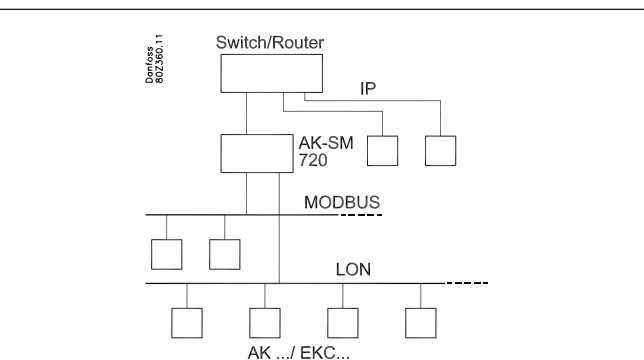 Danfoss
80Z360.11
Switch/Router
IP
AK-SM
720
MODBUS
LON
AK .../ EKC...